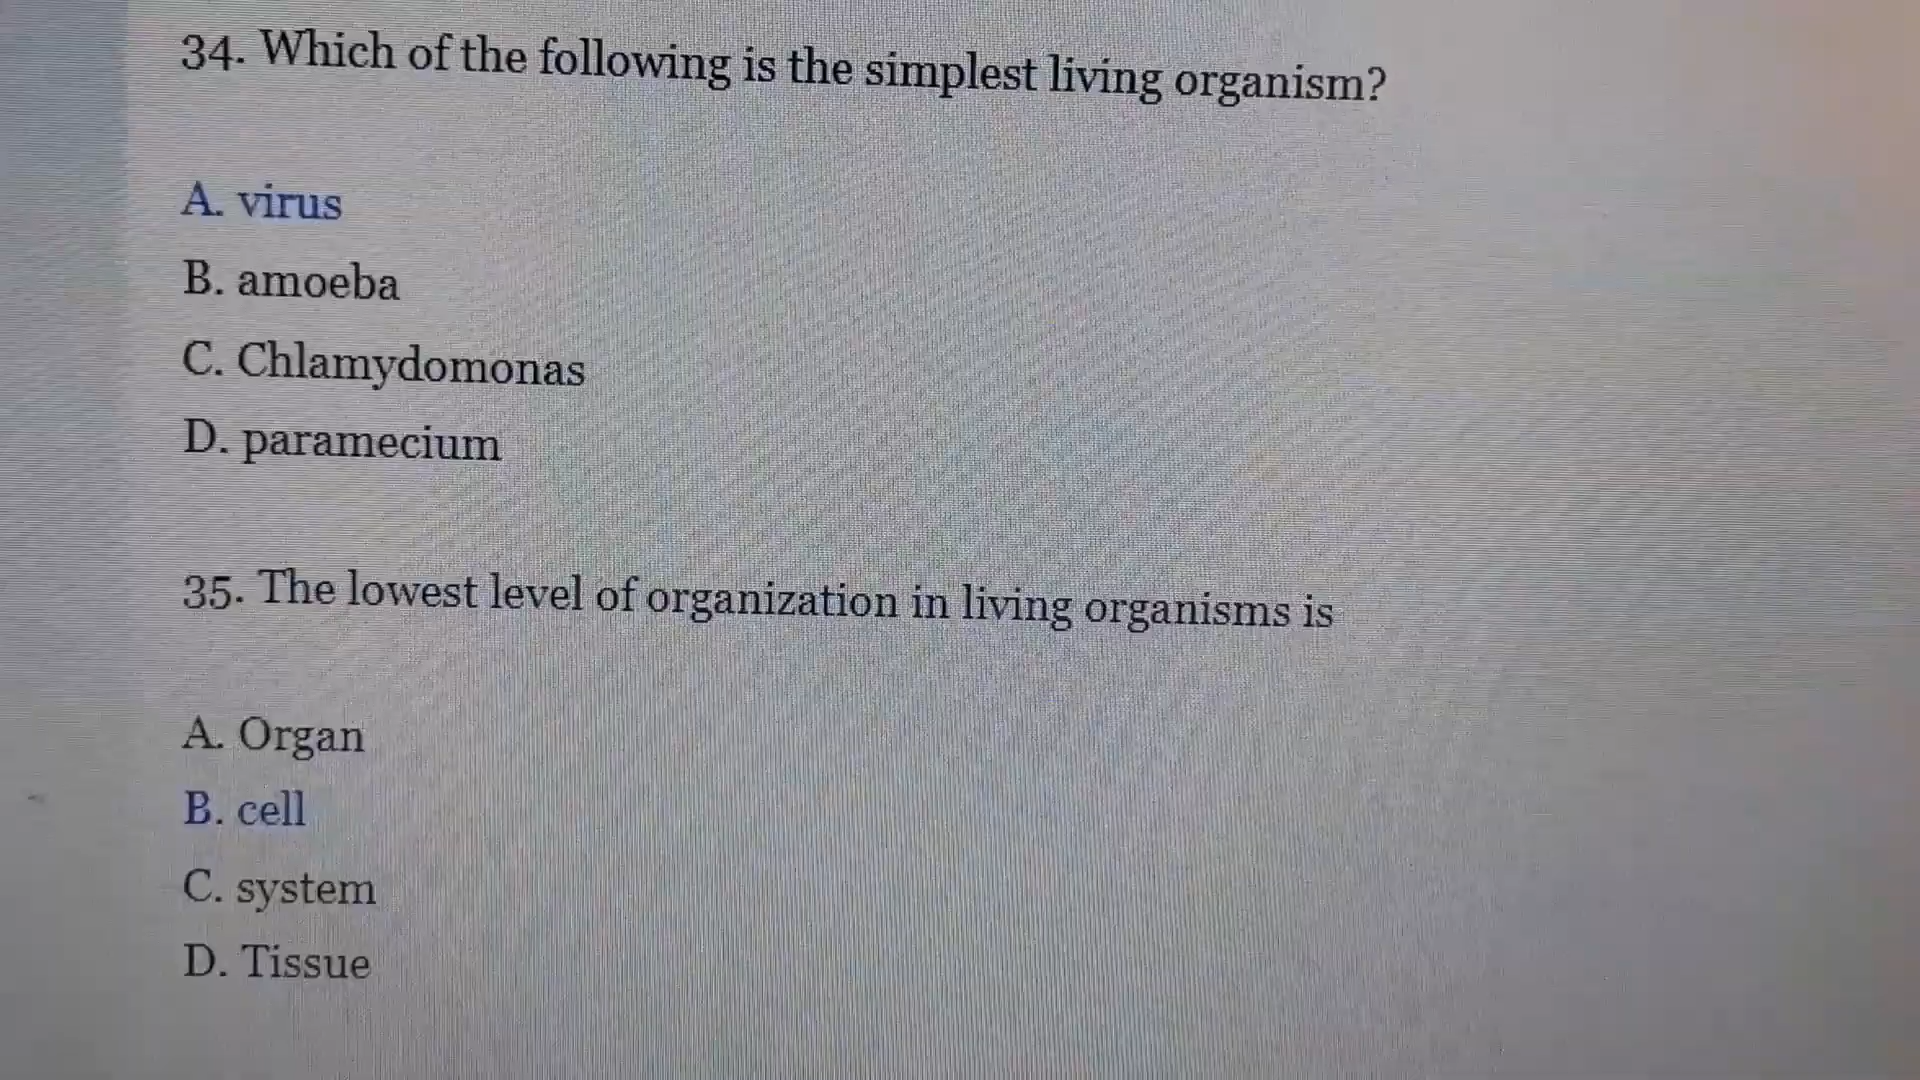 34. Which of the following is the simplest living organism?
A. virus
B. amoeba
C. Chlamydomonas
D. paramecium
35. The lowest level of organization in living organisms is
A. Organ
B. cell
C. system
D. Tissue